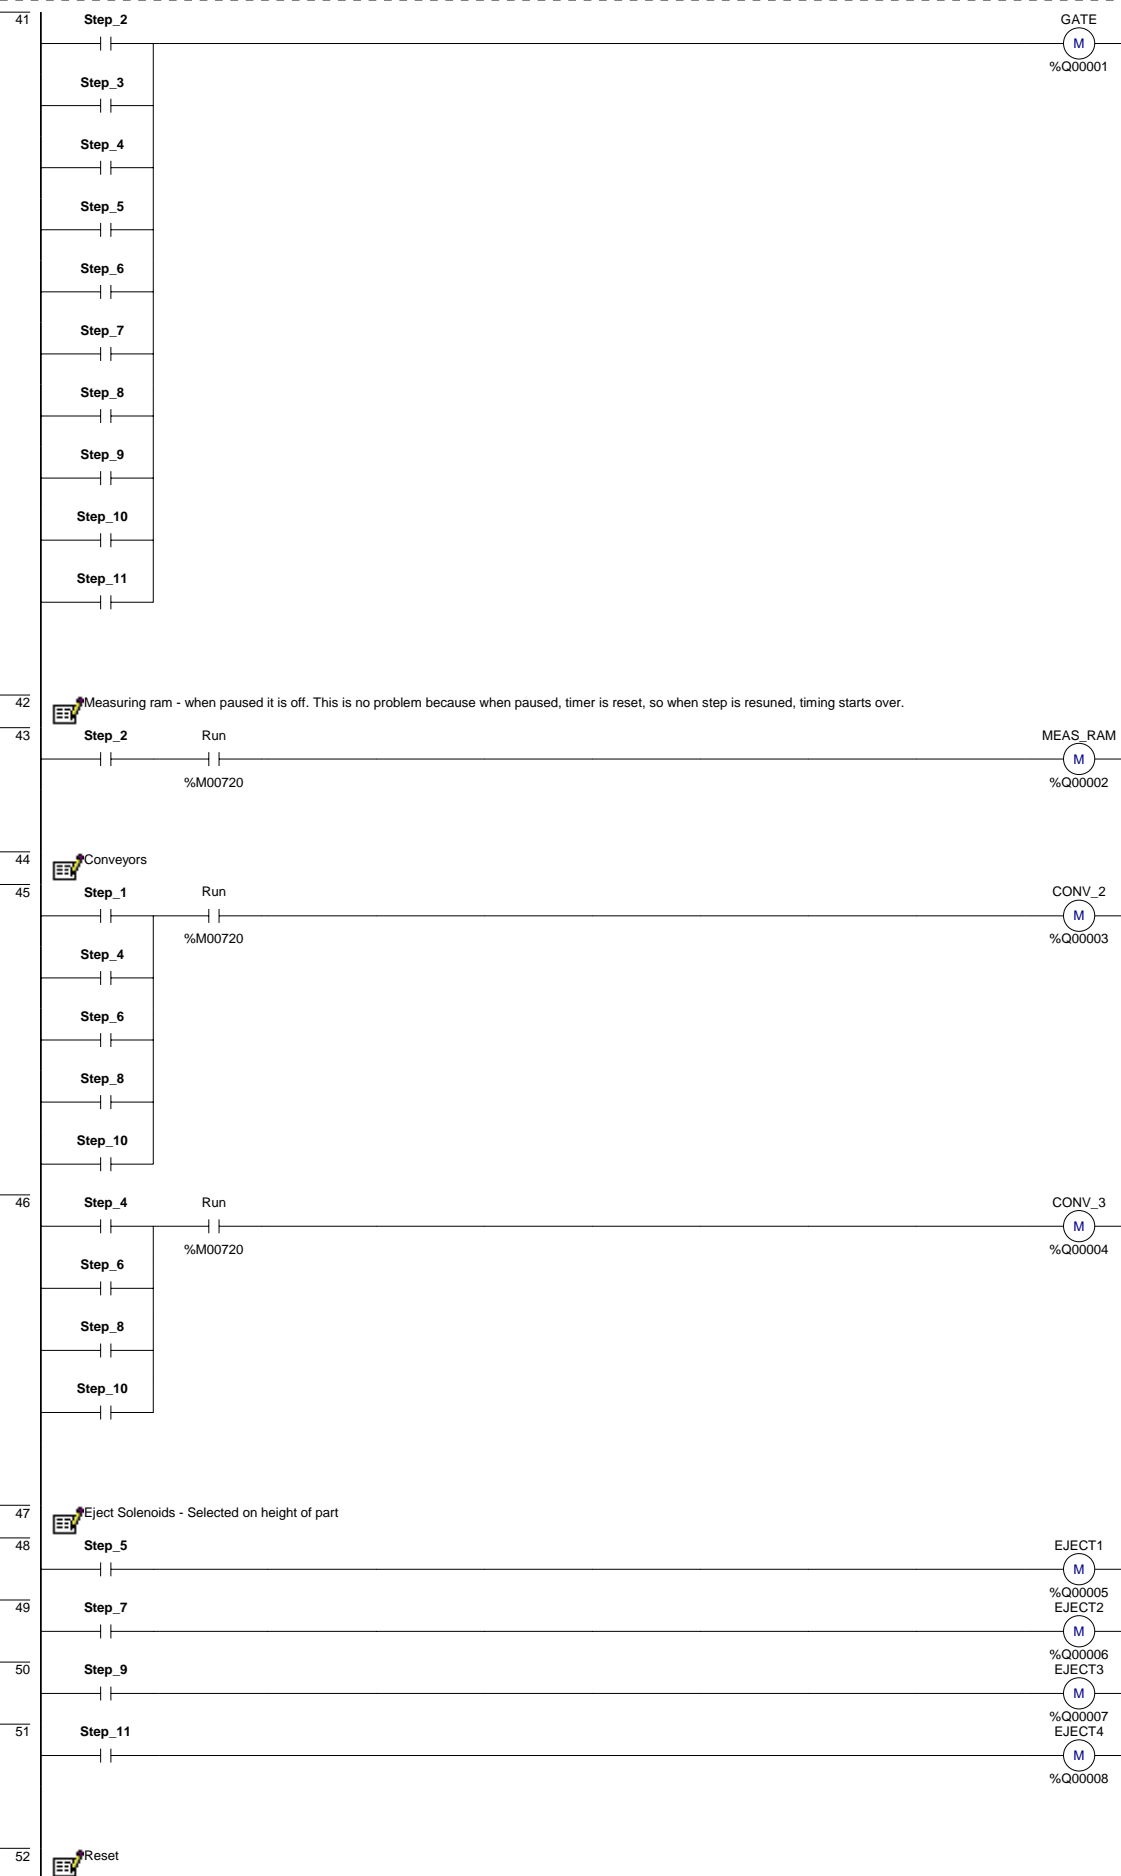 41 Step_2 GATE
M
%Q00001
Step_3
Step_4
Step_5
Step_6
Step_7
Step_8
Step_9
Step_10
Step_11
42 Measuring ram - when paused it is off. This is no problem because when paused, timer is reset, so when step is resuned, timing starts over.
43 Step_2 Run MEAS_RAM
M
%M00720 %Q00002
44 Conveyors
45 Step_1 Run CONV_2
M
%M00720 %Q00003
Step_4
Step_6
Step_8
Step_10
46 Step_4 Run CONV_3
M
%M00720 %Q00004
Step_6
Step_8
Step_10
47 Eject Solenoids - Selected on height of part
48 Step_5 EJECT1
M
%Q00005
49 Step_7 EJECT2
M
%Q00006
50 Step_9 EJECT3
M
%Q00007
51 Step_11 EJECT4
M
%Q00008
52 Reset